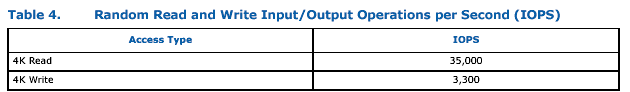 Table 4. Random Read and Write Input/Output Operations per Second (IOPS)
Access Type IOPS
4K Read 35,000
4K Write 3,300